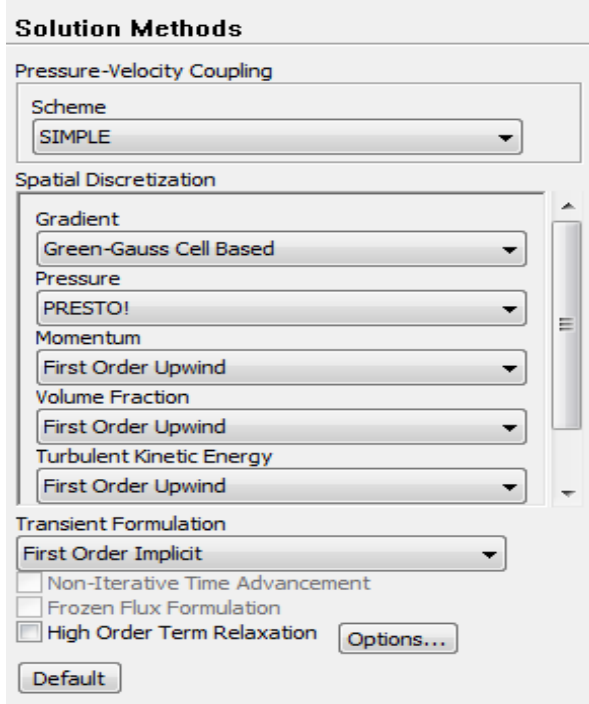 Solution Methods
Pressure-Velocity Coupling
Scheme
SIMPLE
Spatial Discretization
Gradient
Green-Gauss Cell Based
Pressure
PRESTO!
Momentum
First Order Upwind
Volume Fraction
First Order Upwind
Turbulent Kinetic Energy
First Order Upwind
Transient Formulation
First Order Implicit
Non-Iterative Time Advancement
Frozen Flux Formulation
High Order Term Relaxation Options...
Default